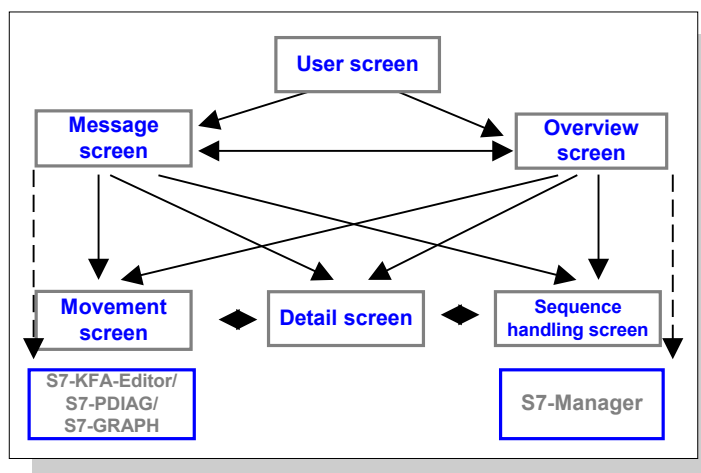 User screen
Message
screen
Overview
screen
Movement
screen
Detail screen
Sequence
handling screen
S7-KFA-Editor/
S7-PDIAG/
S7-GRAPH
S7-Manager